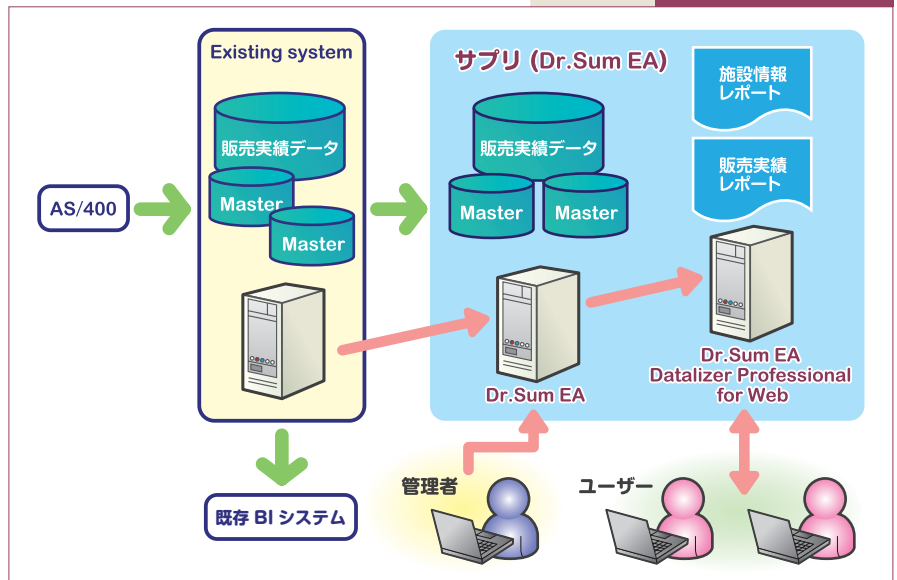 Existing system
販売実績データ
Master
Master
AS/400
既存 BI システム
サプリ (Dr.Sum EA)
販売実績データ
Master
Master
施設情報
レポート
販売実績
レポート
Dr.Sum EA
Dr.Sum EA
Datalizer Professional
for Web
管理者
ユーザー